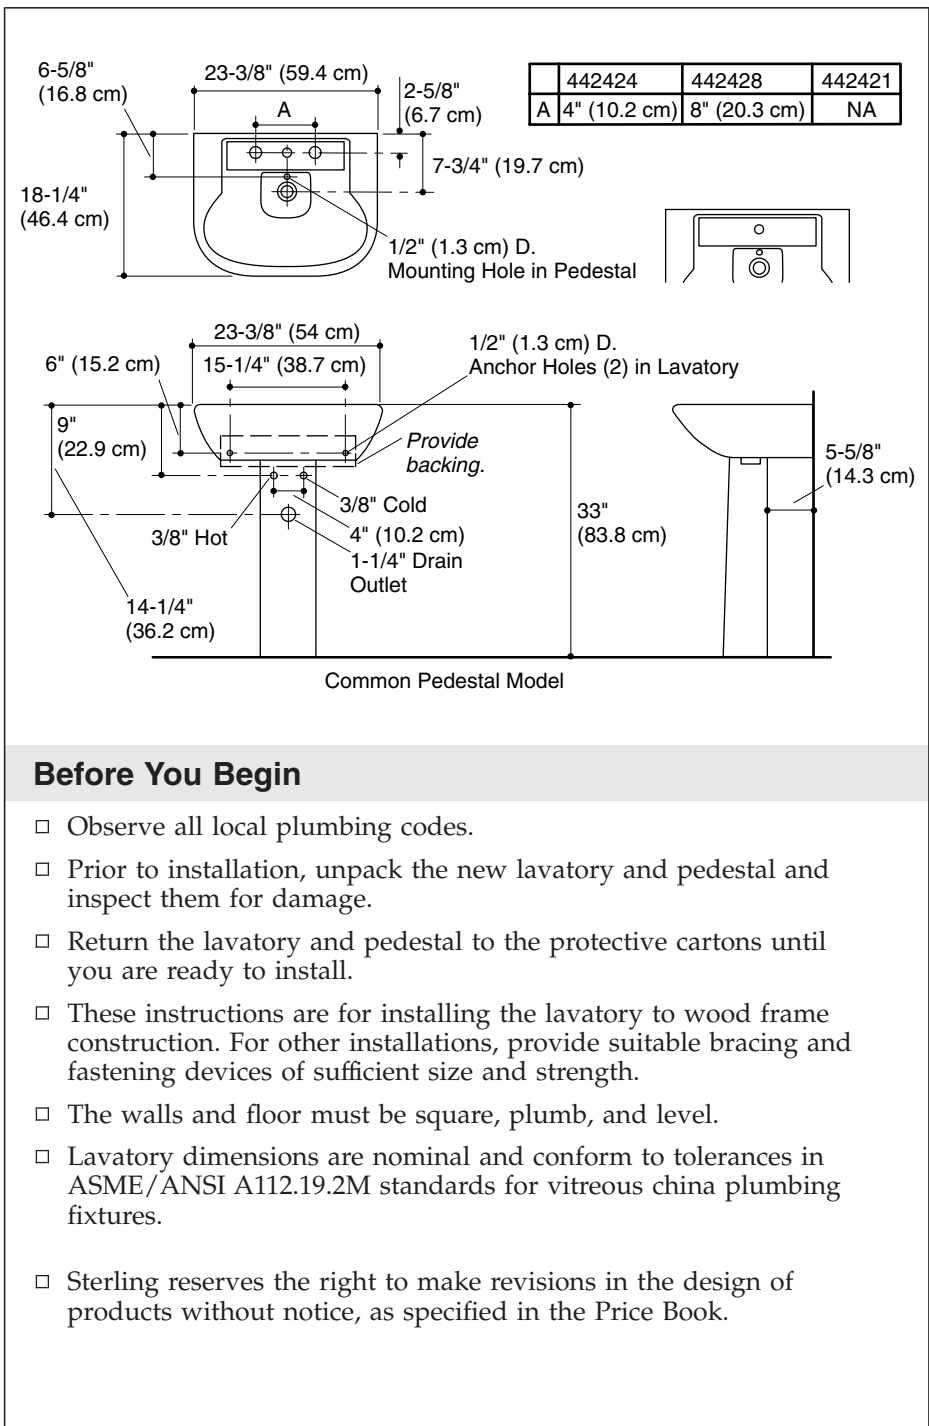 6-5/8"
(16.8 cm)
23-3/8" (59.4 cm)
2-5/8"
(6.7 cm)
A
7-3/4" (19.7 cm)
18-1/4"
(46.4 cm)
1/2" (1.3 cm) D.
Mounting Hole in Pedestal
442424 442428 442421
A 4" (10.2 cm) 8" (20.3 cm) NA
23-3/8" (54 cm)
6" (15.2 cm)
15-1/4" (38.7 cm)
1/2" (1.3 cm) D.
Anchor Holes (2) in Lavatory
9"
(22.9 cm)
Provide
backing.
5-5/8"
(14.3 cm)
3/8" Cold
3/8" Hot
4" (10.2 cm)
33"
(83.8 cm)
1-1/4" Drain
Outlet
14-1/4"
(36.2 cm)
Common Pedestal Model
Before You Begin
□ Observe all local plumbing codes.
□ Prior to installation, unpack the new lavatory and pedestal and
inspect them for damage.
□ Return the lavatory and pedestal to the protective cartons until
you are ready to install.
□ These instructions are for installing the lavatory to wood frame
construction. For other installations, provide suitable bracing and
fastening devices of sufficient size and strength.
□ The walls and floor must be square, plumb, and level.
□ Lavatory dimensions are nominal and conform to tolerances in
ASME/ANSI A112.19.2M standards for vitreous china plumbing
fixtures.
□ Sterling reserves the right to make revisions in the design of
products without notice, as specified in the Price Book.